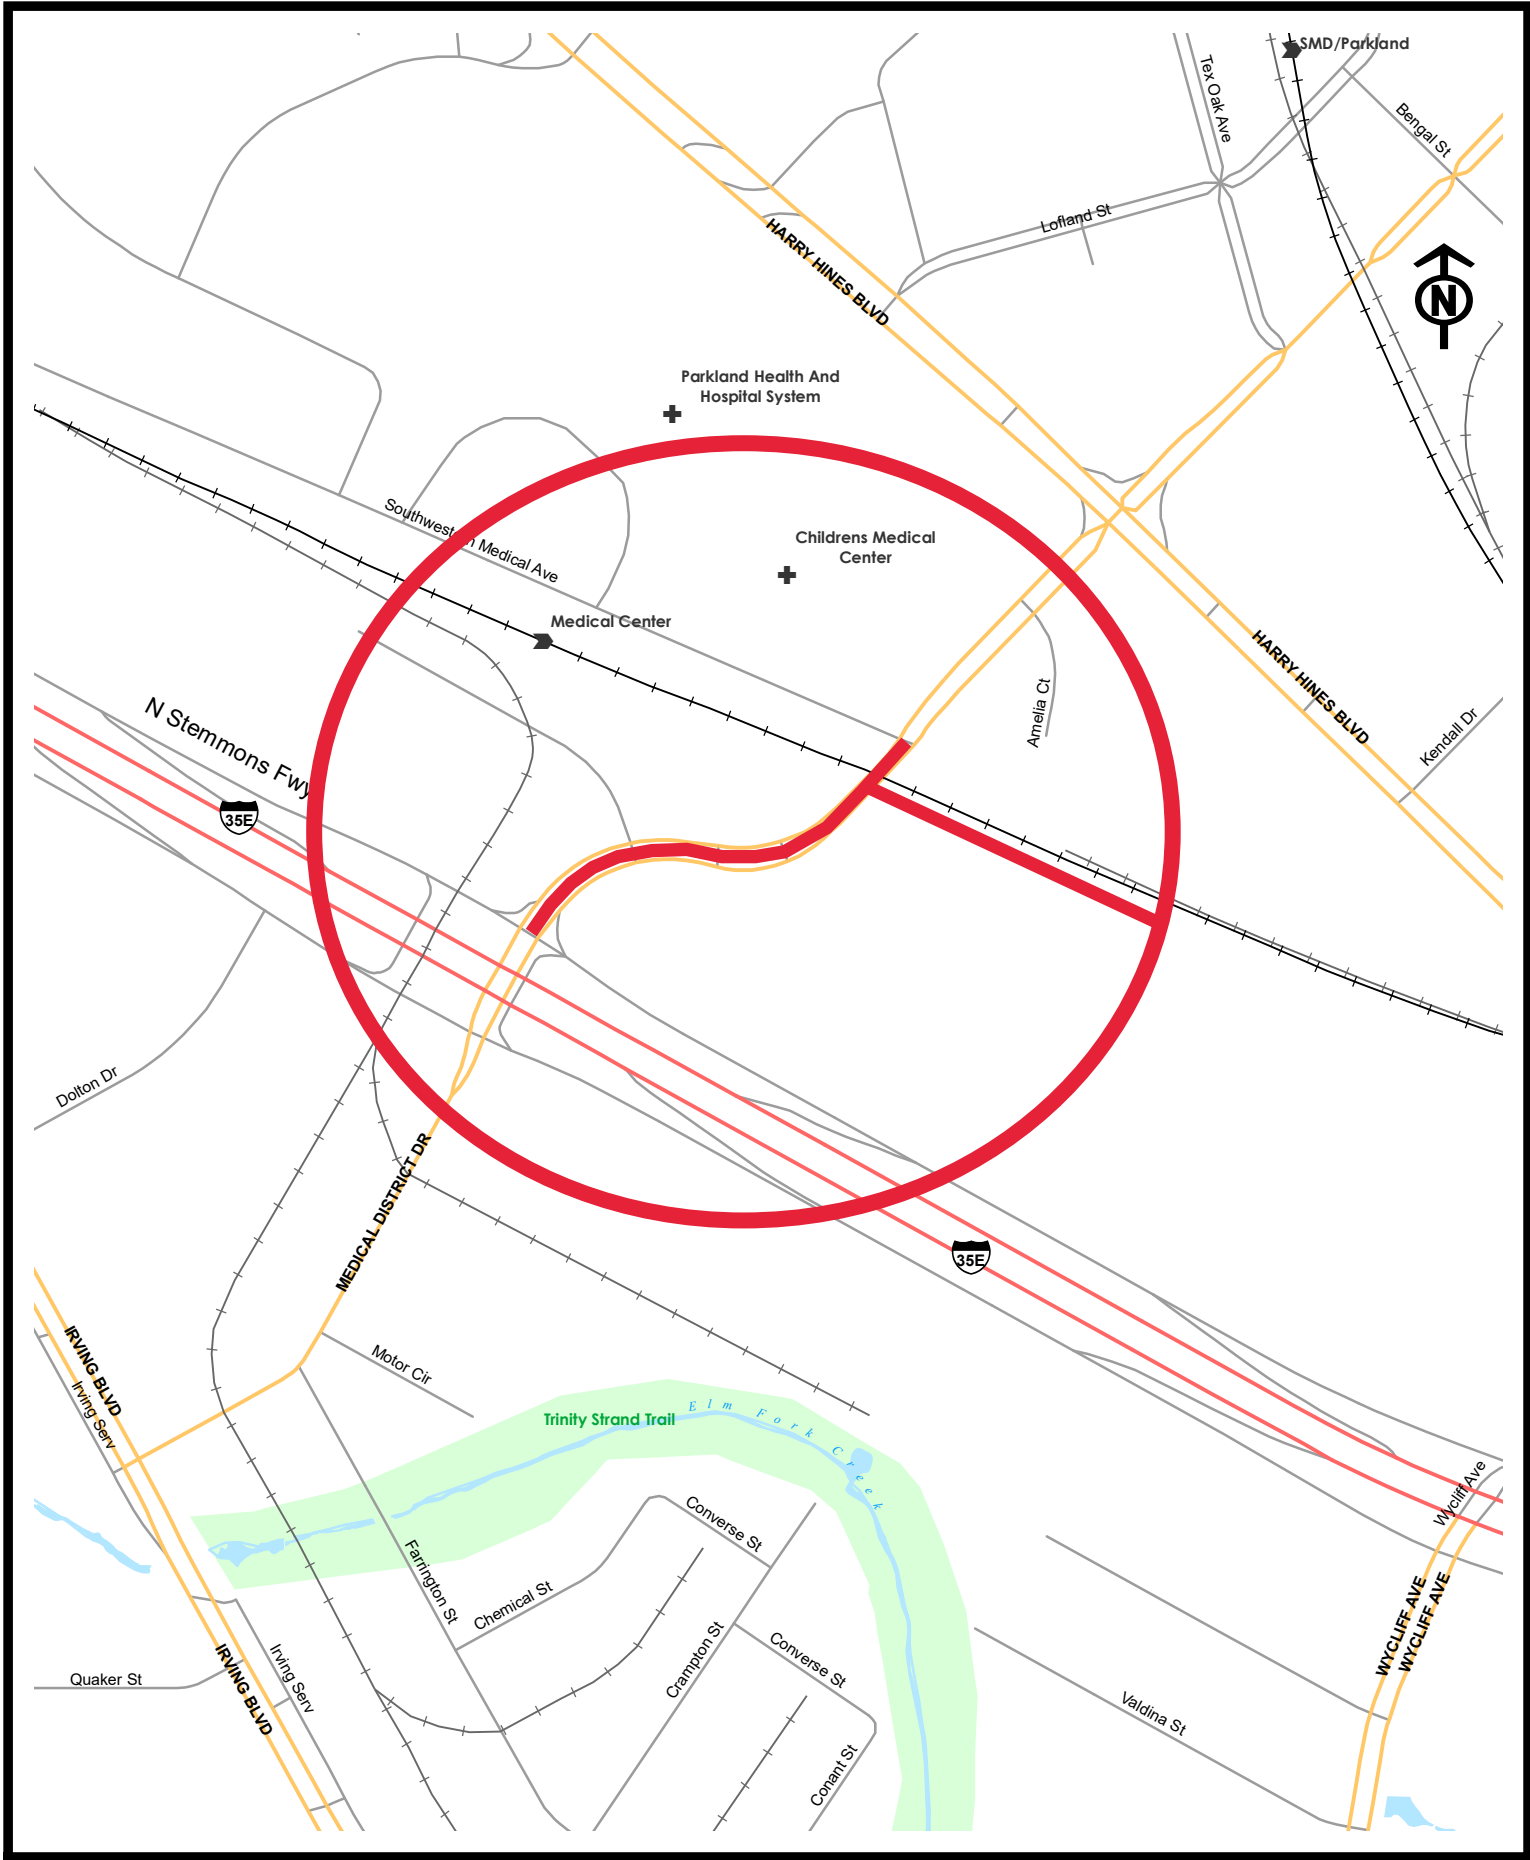 SMD/Parkland
Tex Oak Ave
Bengal St
Lofland St
HARRY HINES BLVD
N
Parkland Health And
Hospital System
Southwestern Medical Ave
Childrens Medical
Center
Medical Center
HARRY HINES BLVD
Amelia Ct
Kendall Dr
N Stemmons Fwy
35E
Dolton Dr
MEDICAL DISTRICT DR
35E
IRVING BLVD
Irving Serv
Motor Cir
Trinity Strand Trail
Elm Fork Creek
Wycliff Ave
Converse St
Farrington St
Chemical St
WYCLIFF AVE
WYCLIFF AVE
Crampton St
Converse St
Quaker St
IRVING BLVD
Irving Serv
Valdina St
Conant St